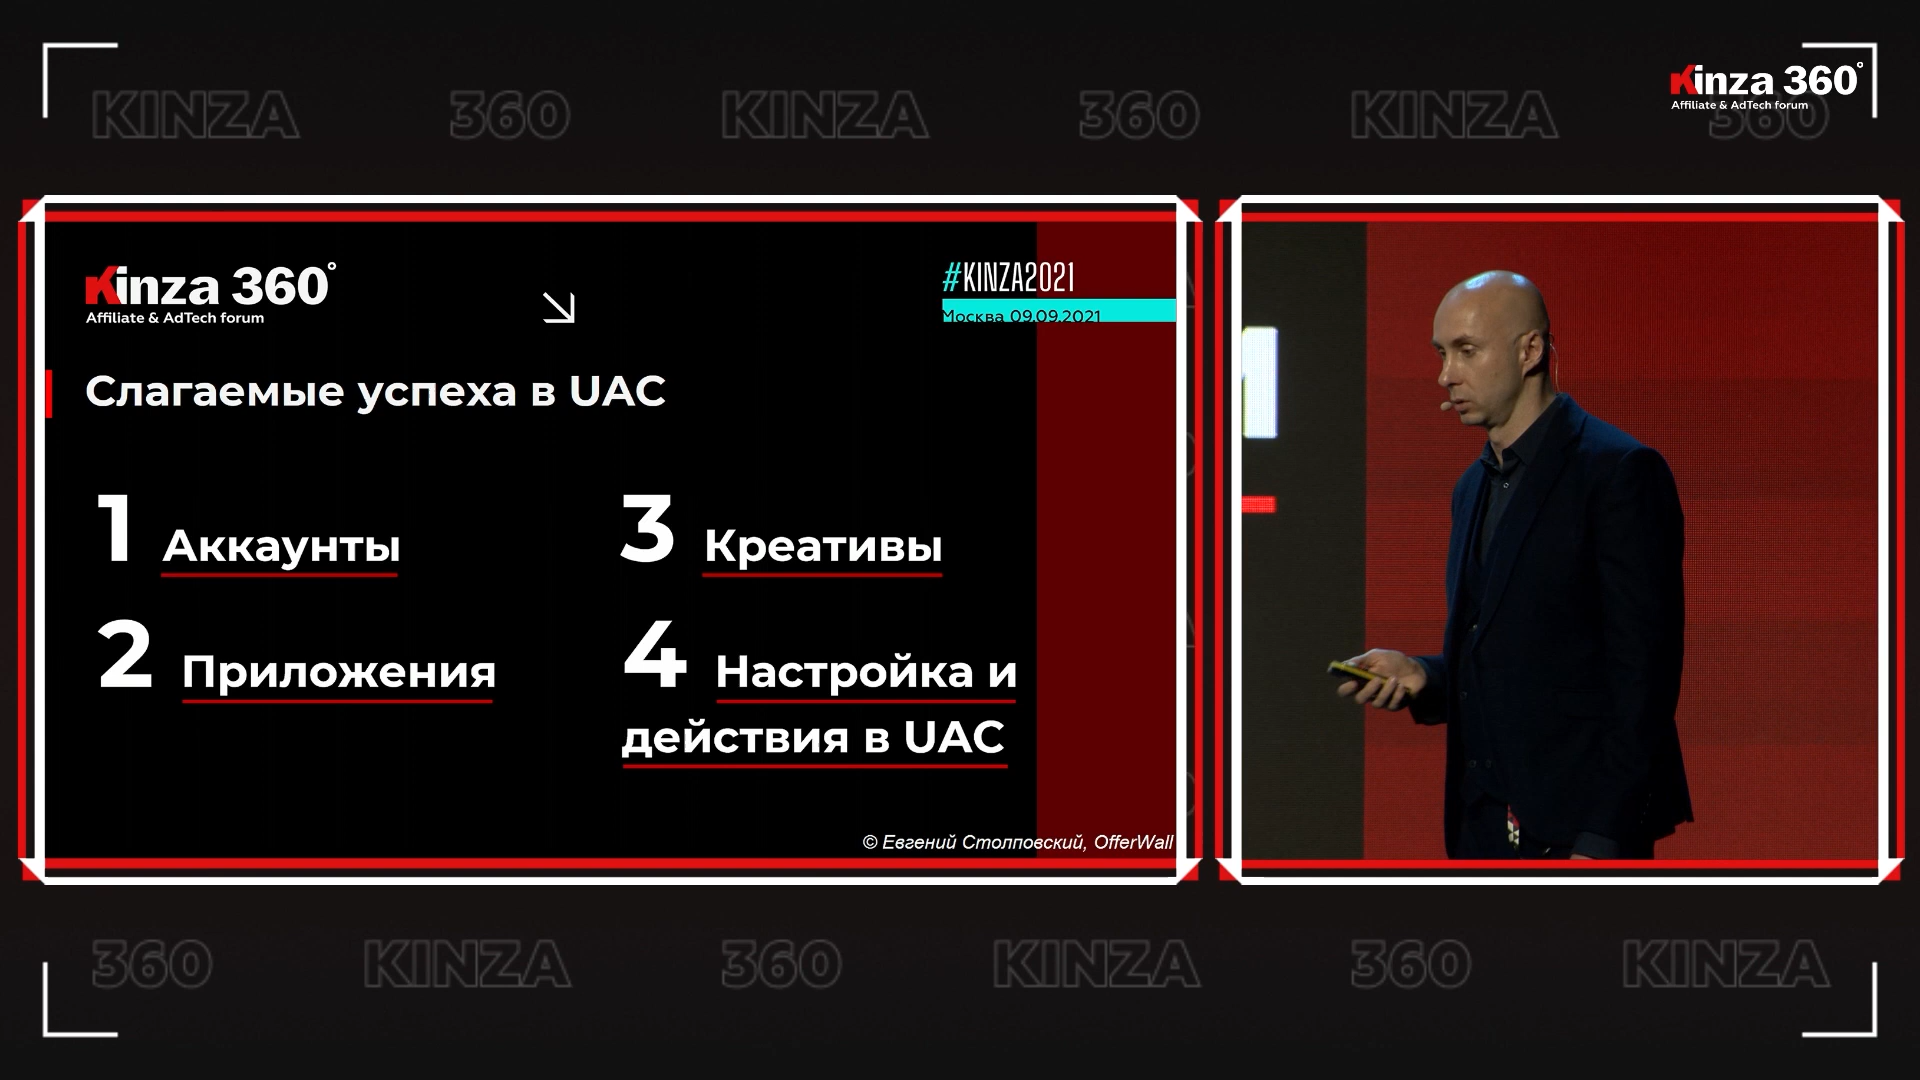 KINZA 360 KINZA 360 KINZA 360
Kinza 360°
Affiliate & AdTech forum
Kinza 360°
Affiliate & AdTech forum
#KINZA2021
Москва 09.09.2021
Слагаемые успеха в UAC
1 Аккаунты
2 Приложения
3 Креативы
4 Настройка и
действия в UAC
© Евгений Столповский, OfferWall
360 KINZA 360 KINZA 360 KINZA